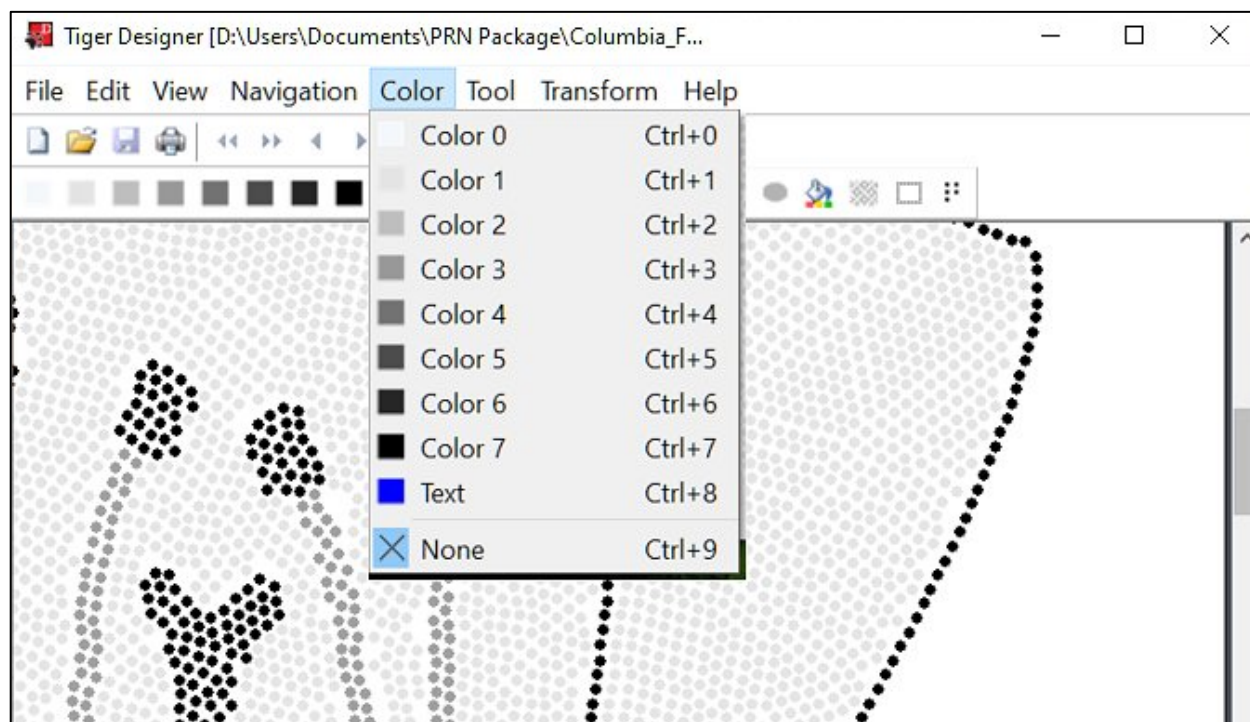 Tiger Designer [D:\Users\Documents\PRN Package\Columbia_F...
File Edit View Navigation Color Tool Transform Help
Color 0 Ctrl+0
Color 1 Ctrl+1
Color 2 Ctrl+2
Color 3 Ctrl+3
Color 4 Ctrl+4
Color 5 Ctrl+5
Color 6 Ctrl+6
Color 7 Ctrl+7
Text Ctrl+8
None Ctrl+9